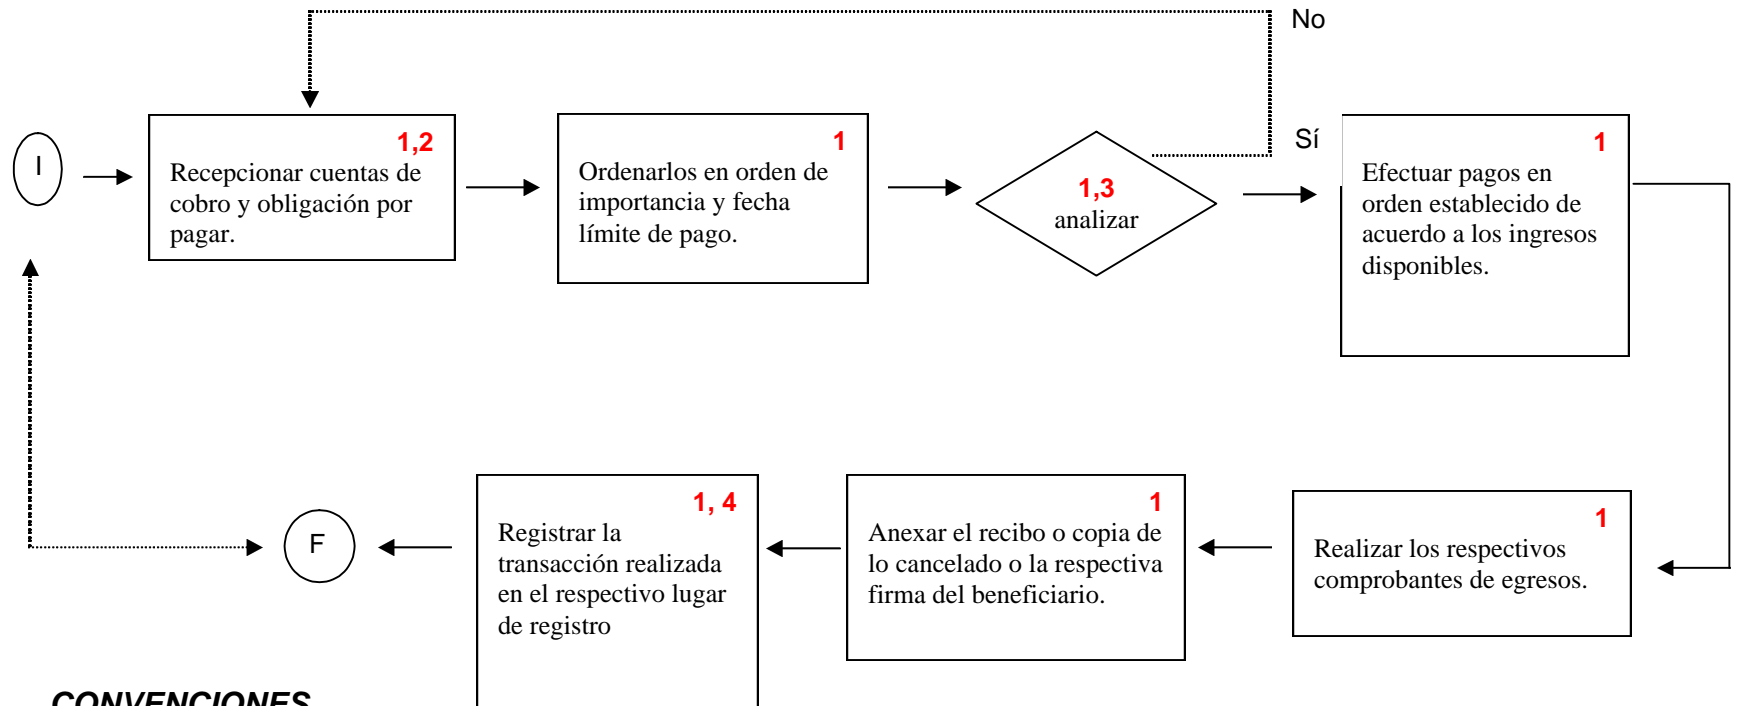 No
I
1,2
Recepcionar cuentas de
cobro y obligación por
pagar.
1
Ordenarlos en orden de
importancia y fecha
límite de pago.
1,3
analizar
Sí
1
Efectuar pagos en
orden establecido de
acuerdo a los ingresos
disponibles.
1
Realizar los respectivos
comprobantes de egresos.
1
Anexar el recibo o copia de
lo cancelado o la respectiva
firma del beneficiario.
1, 4
Registrar la
transacción realizada
en el respectivo lugar
de registro
F
CONVENCIONES